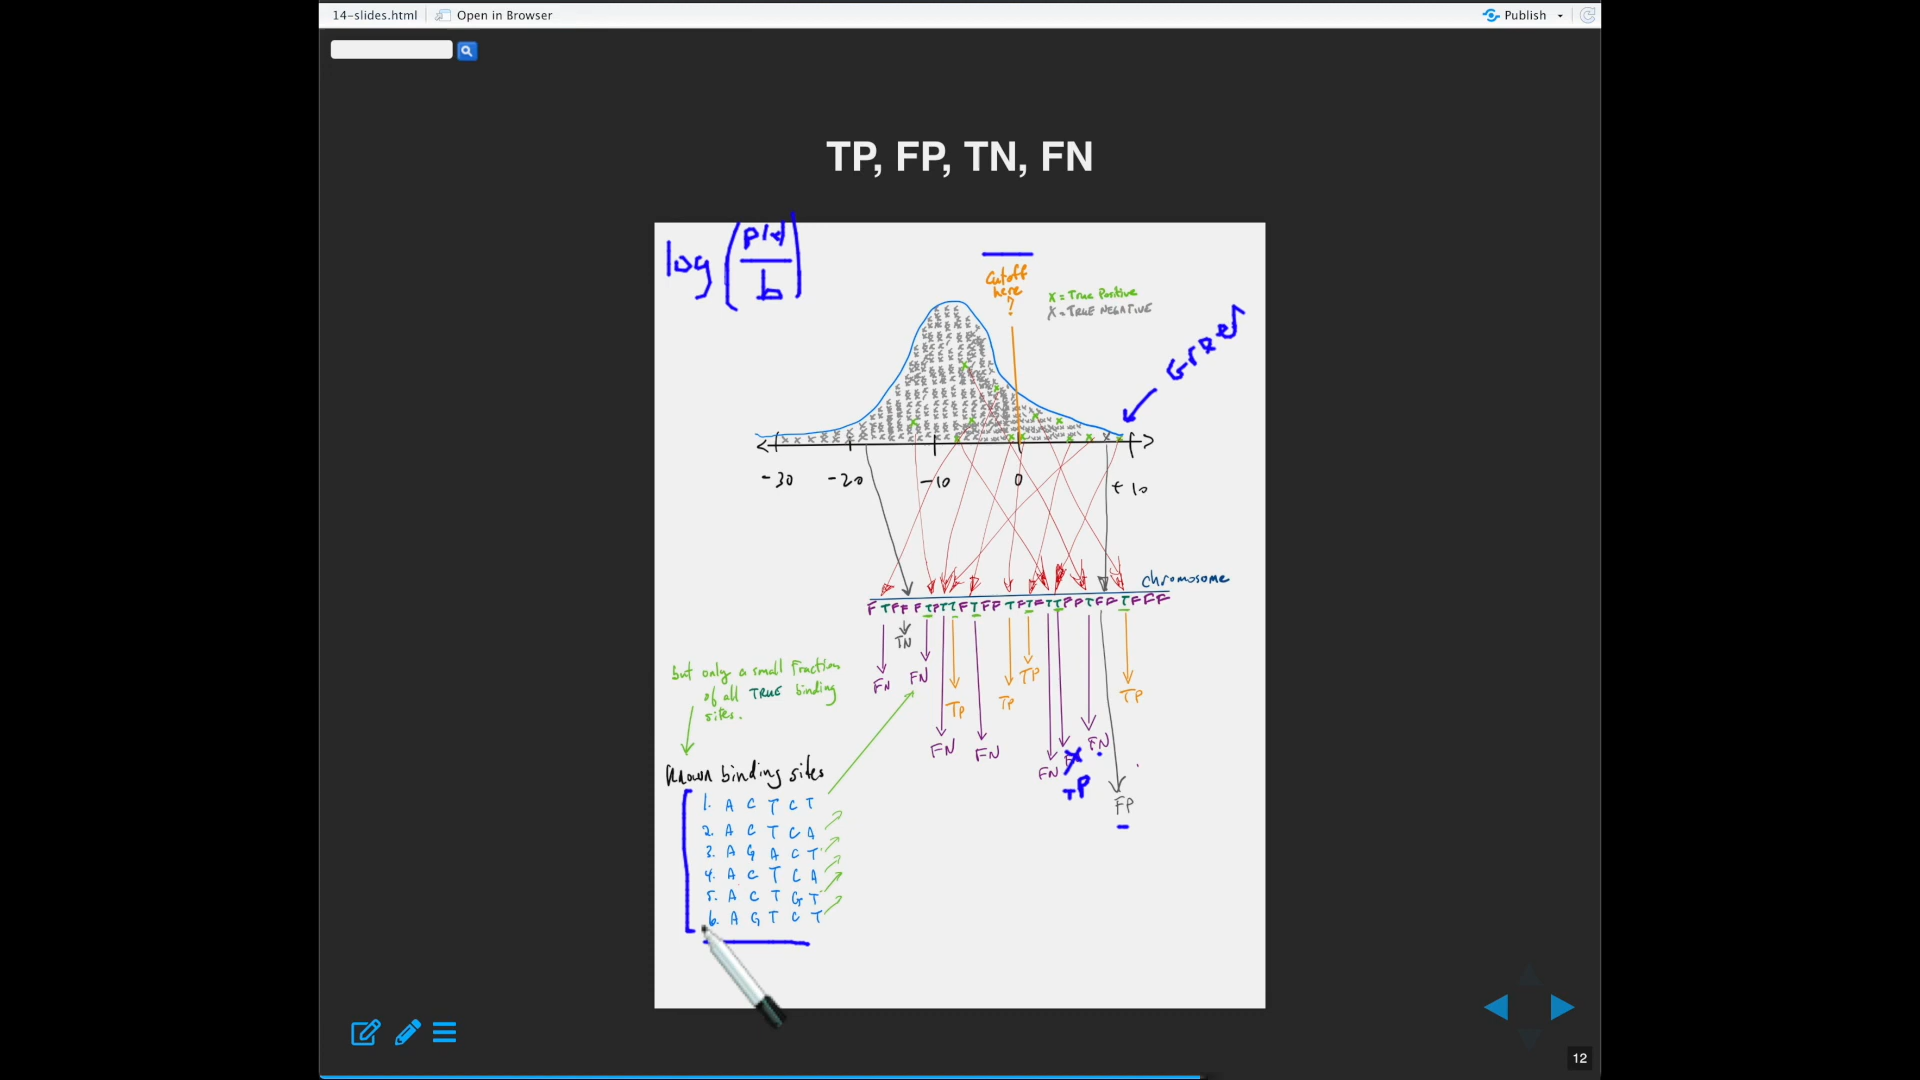 14-slides.html Open in Browser Publish
TP, FP, TN, FN
log(
b
cutoff
here
?
x = True Positive
x = TRUE NEGATIVE
-30 -20 -10 0 +10
chromosome
TN
FN FN TP TP
TP TP
FN FN FN FN
TP
FP
But only a small fraction
of all TRUE binding
sites.
Known binding sites
1. A C T C T
2. A C T C A
3. A G A C T
4. A C T C A
5. A C T G T
6. A G T C T
12